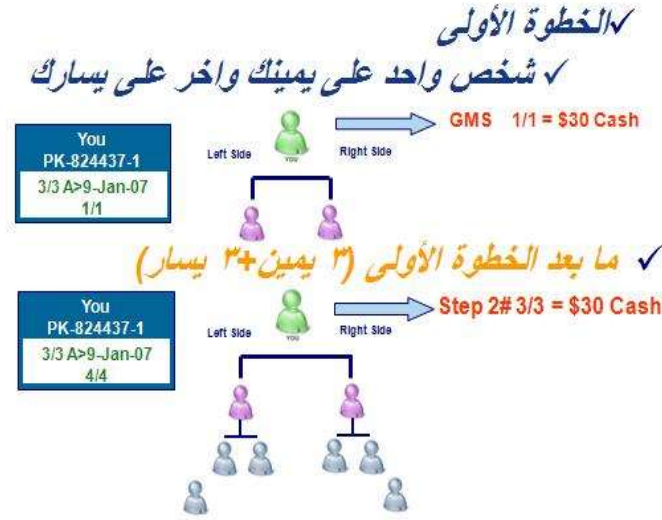 ✓الخطوة الأولى
✓ شخص واحد على يمينك واخر على يسارك
GMS 1/1 = $30 Cash
You
PK-824437-1
3/3 A>9-Jan-07
1/1
Left Side
YOU
Right Side
✓ ما بعد الخطوة الأولى (٣ يمين+٣ يسار)
Step 2# 3/3 = $30 Cash
You
PK-824437-1
3/3 A>9-Jan-07
4/4
Left Side
YOU
Right Side